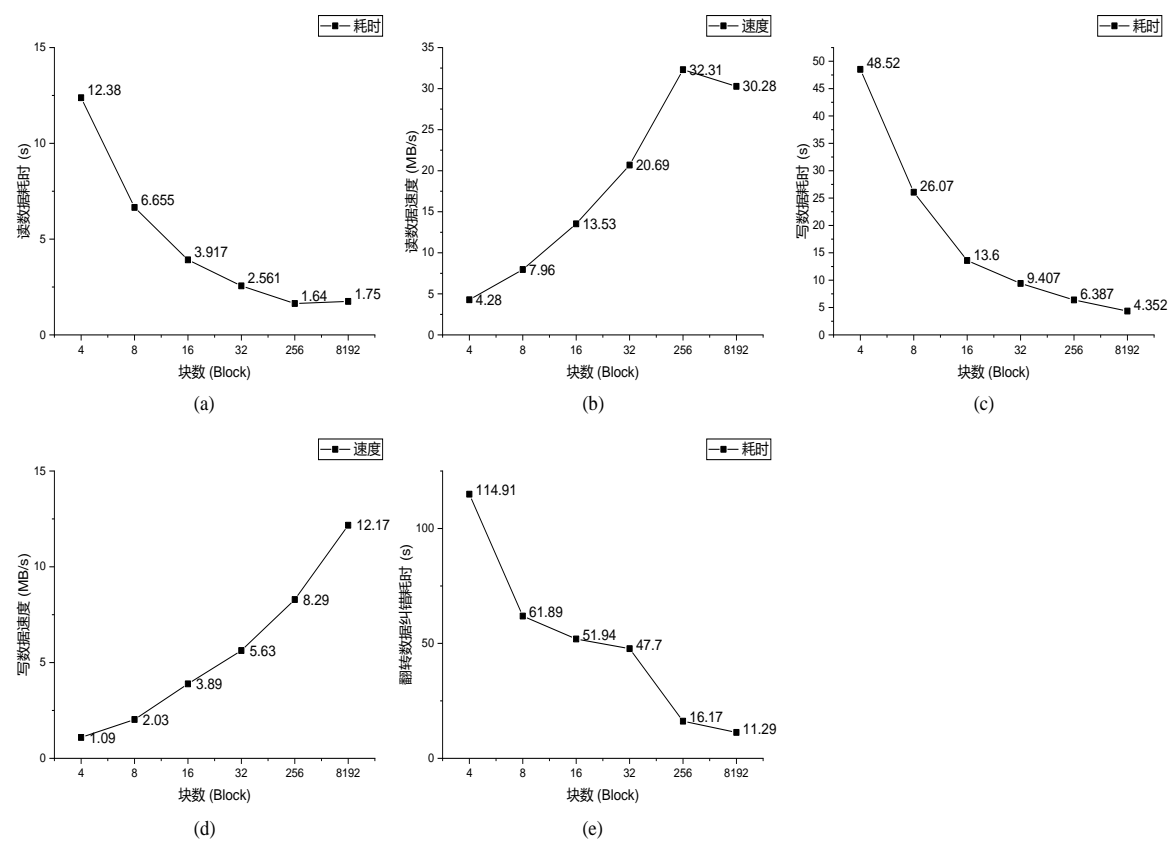 耗时
15
10
5
0
读数据耗时 (s)
12.38
6.655
3.917
2.561
1.64
1.75
4 8 16 32 256 8192
块数 (Block)
(a)
速度
35
30
25
20
15
10
5
0
读数据速度 (MB/s)
4.28
7.96
13.53
20.69
32.31
30.28
4 8 16 32 256 8192
块数 (Block)
(b)
耗时
50
45
40
35
30
25
20
15
10
5
0
写数据耗时 (s)
48.52
26.07
13.6
9.407
6.387
4.352
4 8 16 32 256 8192
块数 (Block)
(c)
速度
15
10
5
0
写数据速度 (MB/s)
1.09
2.03
3.89
5.63
8.29
12.17
4 8 16 32 256 8192
块数 (Block)
(d)
耗时
100
50
0
翻转数据纠错耗时 (s)
114.91
61.89
51.94
47.7
16.17
11.29
4 8 16 32 256 8192
块数 (Block)
(e)